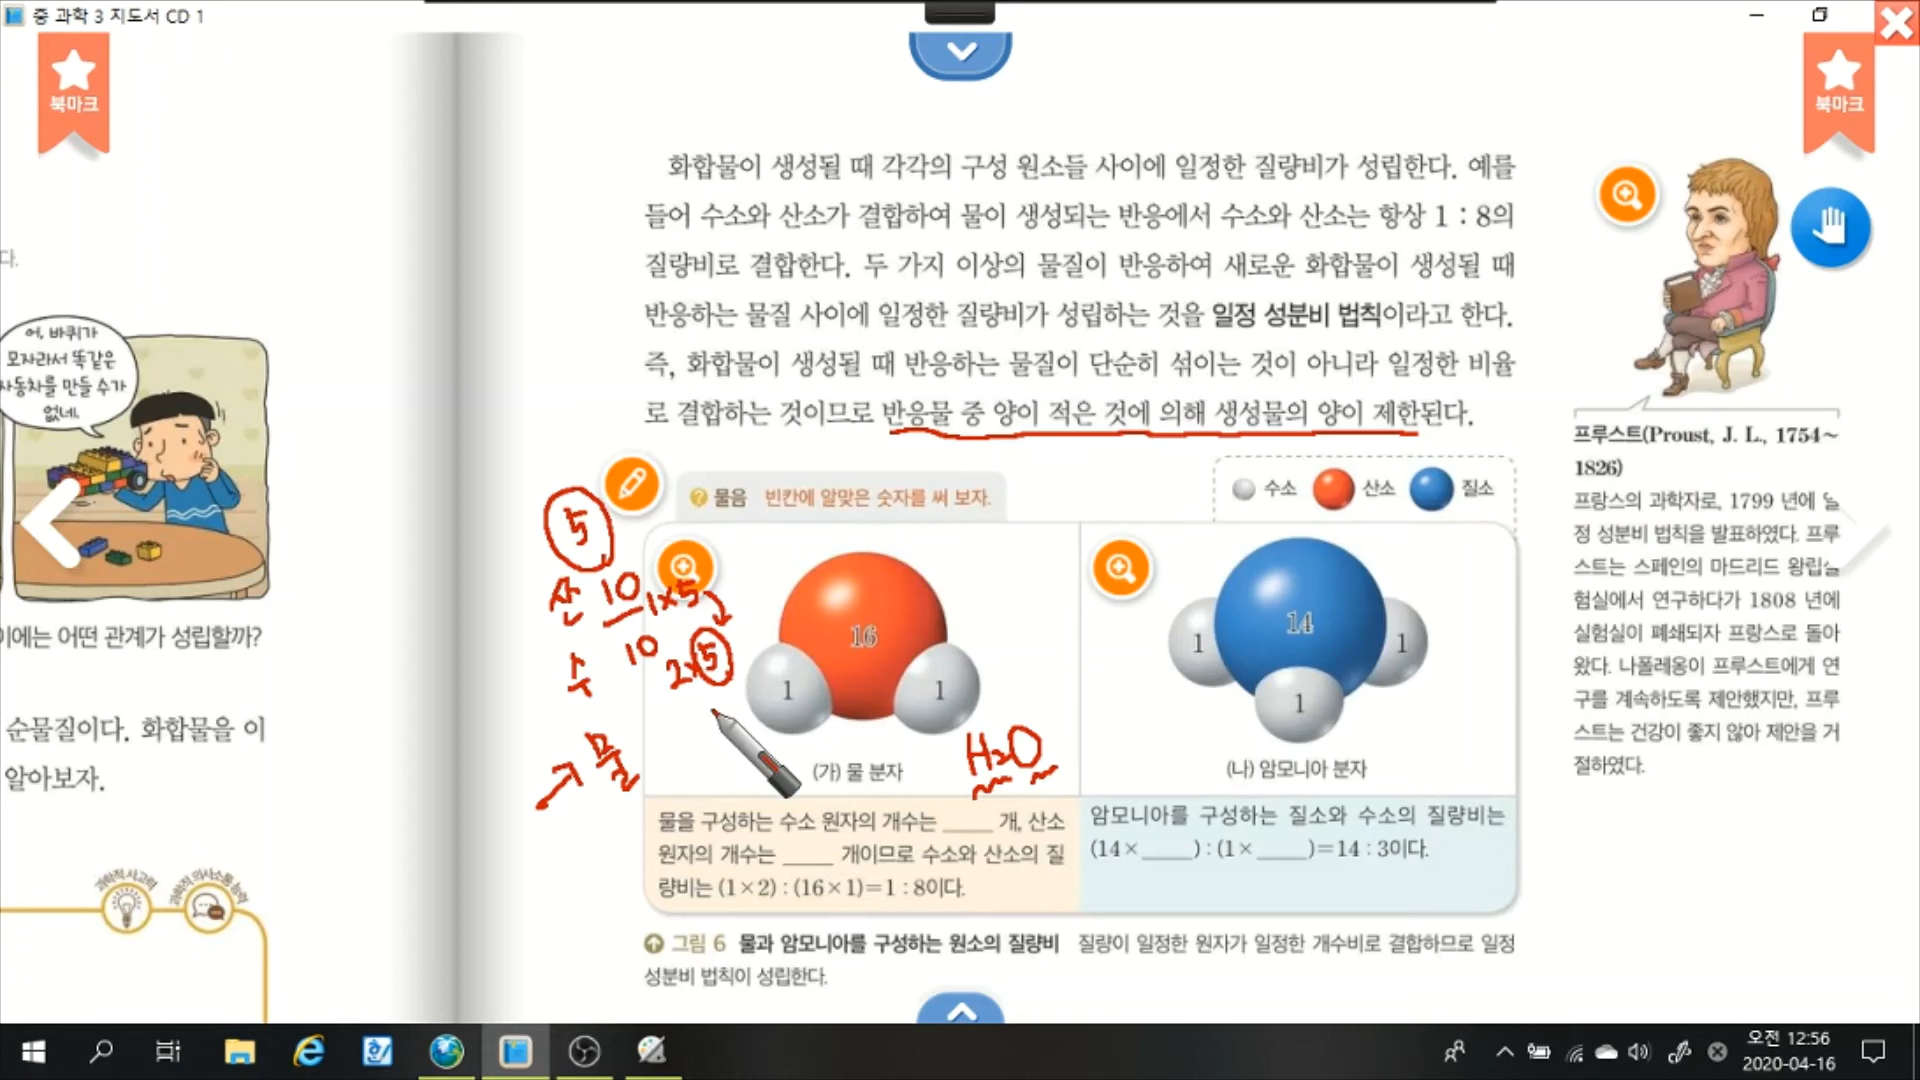 중 과학 3 지도서 CD 1
북마크
북마크
다.
어, 바퀴가
모자라서 똑같은
자동차를 만들 수가
없네.
이에는 어떤 관계가 성립할까?
순물질이다. 화합물을 이
알아보자.
과학적 사고력
과학적 의사소통 능력
화합물이 생성될 때 각각의 구성 원소들 사이에 일정한 질량비가 성립한다. 예를
들어 수소와 산소가 결합하여 물이 생성되는 반응에서 수소와 산소는 항상 1 : 8의
질량비로 결합한다. 두 가지 이상의 물질이 반응하여 새로운 화합물이 생성될 때
반응하는 물질 사이에 일정한 질량비가 성립하는 것을 일정 성분비 법칙이라고 한다.
즉, 화합물이 생성될 때 반응하는 물질이 단순히 섞이는 것이 아니라 일정한 비율
로 결합하는 것이므로 반응물 중 양이 적은 것에 의해 생성물의 양이 제한된다.
? 물음 빈칸에 알맞은 숫자를 써 보자.
수소 산소 질소
5
산 10 1×5
수 10 2×5
→ 물
16
1 1
H2O
(가) 물 분자
14
1 1
1
(나) 암모니아 분자
물을 구성하는 수소 원자의 개수는 _____ 개, 산소
원자의 개수는 _____ 개이므로 수소와 산소의 질
량비는 (1×2) : (16×1)=1 : 8이다.
암모니아를 구성하는 질소와 수소의 질량비는
(14×_____) : (1×_____)=14 : 3이다.
그림 6 물과 암모니아를 구성하는 원소의 질량비 질량이 일정한 원자가 일정한 개수비로 결합하므로 일정
성분비 법칙이 성립한다.
프루스트(Proust, J. L., 1754~
1826)
프랑스의 과학자로, 1799 년에 일
정 성분비 법칙을 발표하였다. 프루
스트는 스페인의 마드리드 왕립실
험실에서 연구하다가 1808 년에
실험실이 폐쇄되자 프랑스로 돌아
왔다. 나폴레옹이 프루스트에게 연
구를 계속하도록 제안했지만, 프루
스트는 건강이 좋지 않아 제안을 거
절하였다.
오전 12:56
2020-04-16